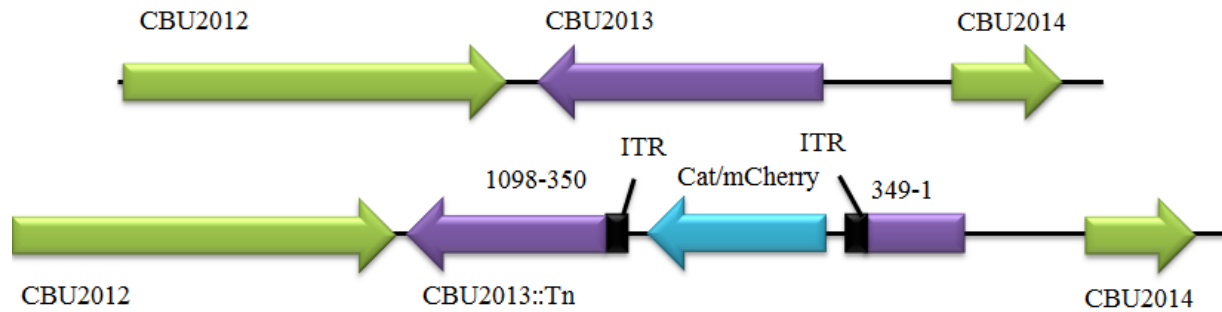 CBU2012
CBU2013
CBU2014
ITR
ITR
1098-350
Cat/mCherry
349-1
CBU2012
CBU2013::Tn
CBU2014